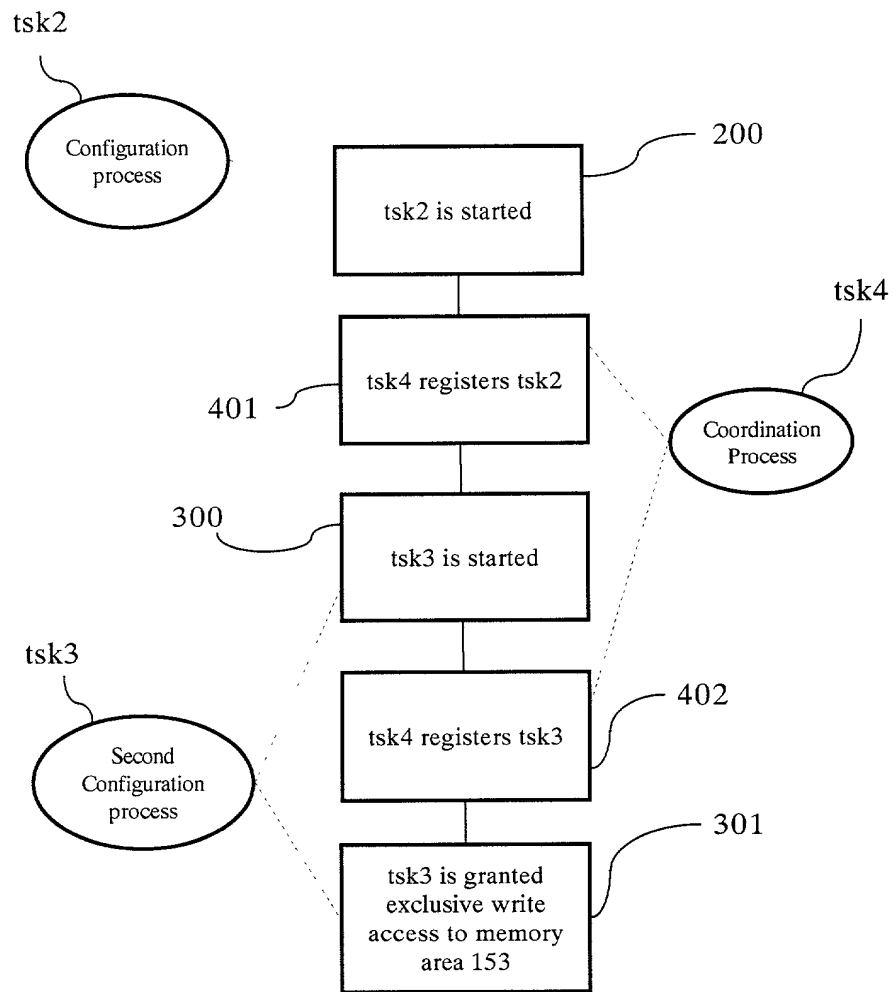 tsk2
Configuration
process
200
tsk2 is started
tsk4
tsk4 registers tsk2
401
Coordination
Process
300
tsk3 is started
tsk3
402
tsk4 registers tsk3
Second
Configuration
process
301
tsk3 is granted
exclusive write
access to memory
area 153